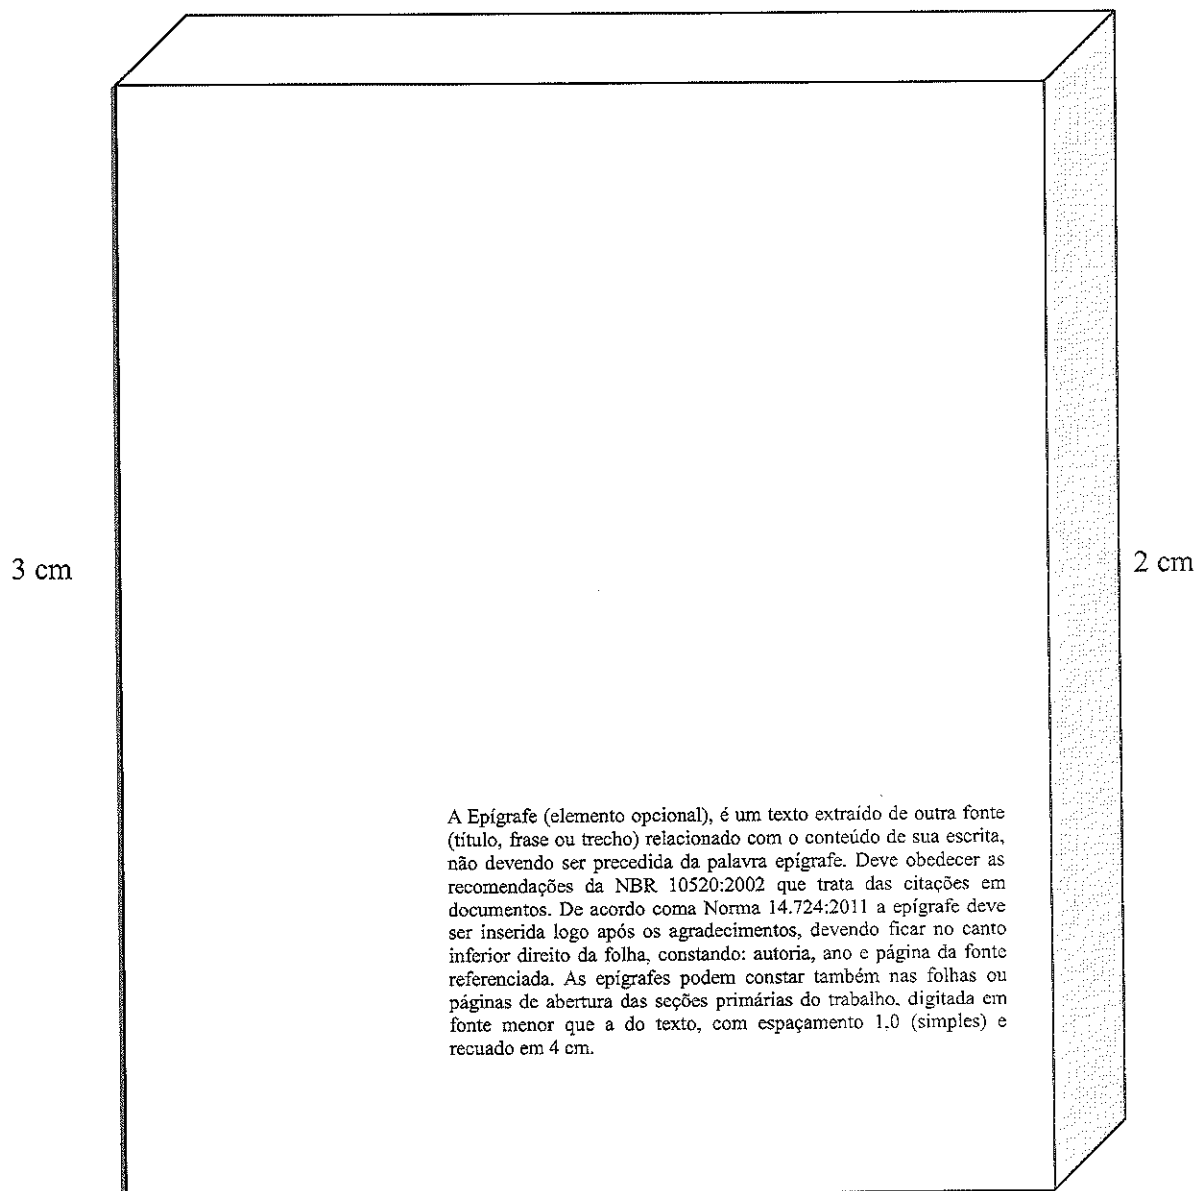 3 cm
2 cm
A Epígrafe (elemento opcional), é um texto extraído de outra fonte
(título, frase ou trecho) relacionado com o conteúdo de sua escrita,
não devendo ser precedida da palavra epígrafe. Deve obedecer as
recomendações da NBR 10520:2002 que trata das citações em
documentos. De acordo coma Norma 14.724:2011 a epígrafe deve
ser inserida logo após os agradecimentos, devendo ficar no canto
inferior direito da folha, constando: autoria, ano e página da fonte
referenciada. As epígrafes podem constar também nas folhas ou
páginas de abertura das seções primárias do trabalho, digitada em
fonte menor que a do texto, com espaçamento 1,0 (simples) e
recuado em 4 cm.